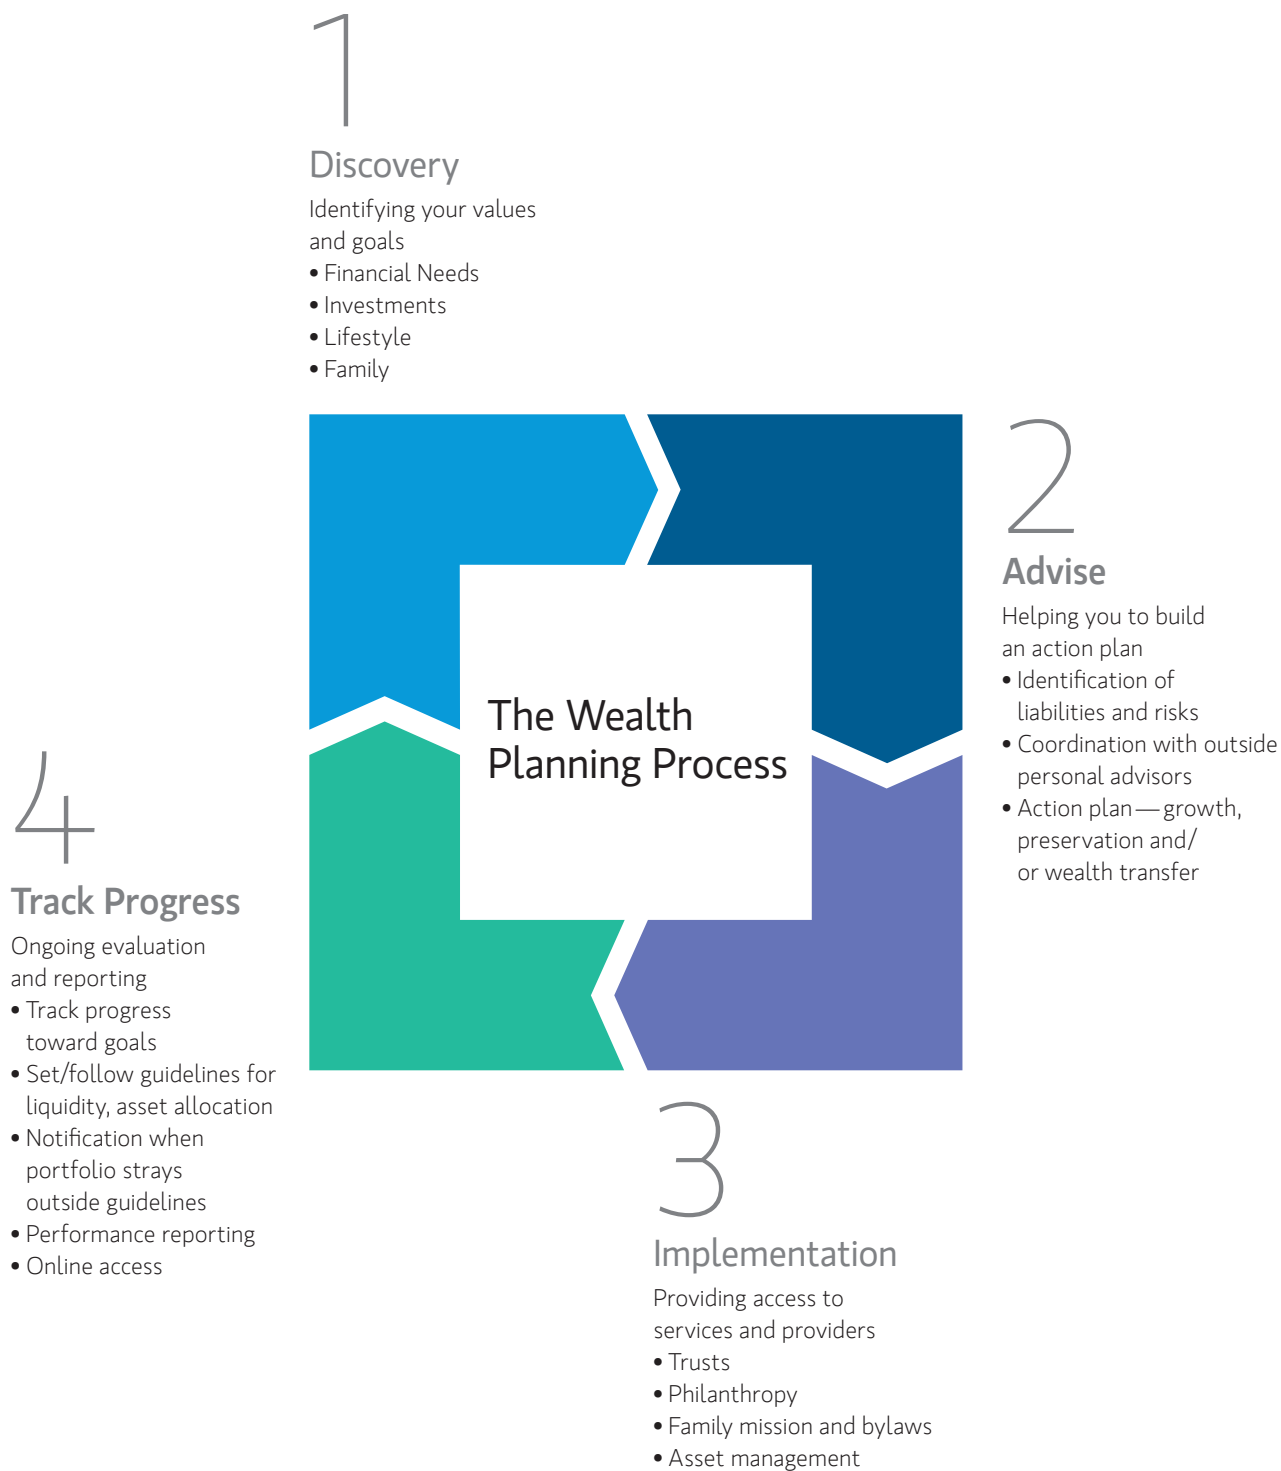 1
Discovery
Identifying your values
and goals
• Financial Needs
• Investments
• Lifestyle
• Family
2
Advise
Helping you to build
an action plan
• Identification of
liabilities and risks
• Coordination with outside
personal advisors
• Action plan—growth,
preservation and/
or wealth transfer
The Wealth
Planning Process
3
Implementation
Providing access to
services and providers
• Trusts
• Philanthropy
• Family mission and bylaws
• Asset management
4
Track Progress
Ongoing evaluation
and reporting
• Track progress
toward goals
• Set/follow guidelines for
liquidity, asset allocation
• Notification when
portfolio strays
outside guidelines
• Performance reporting
• Online access